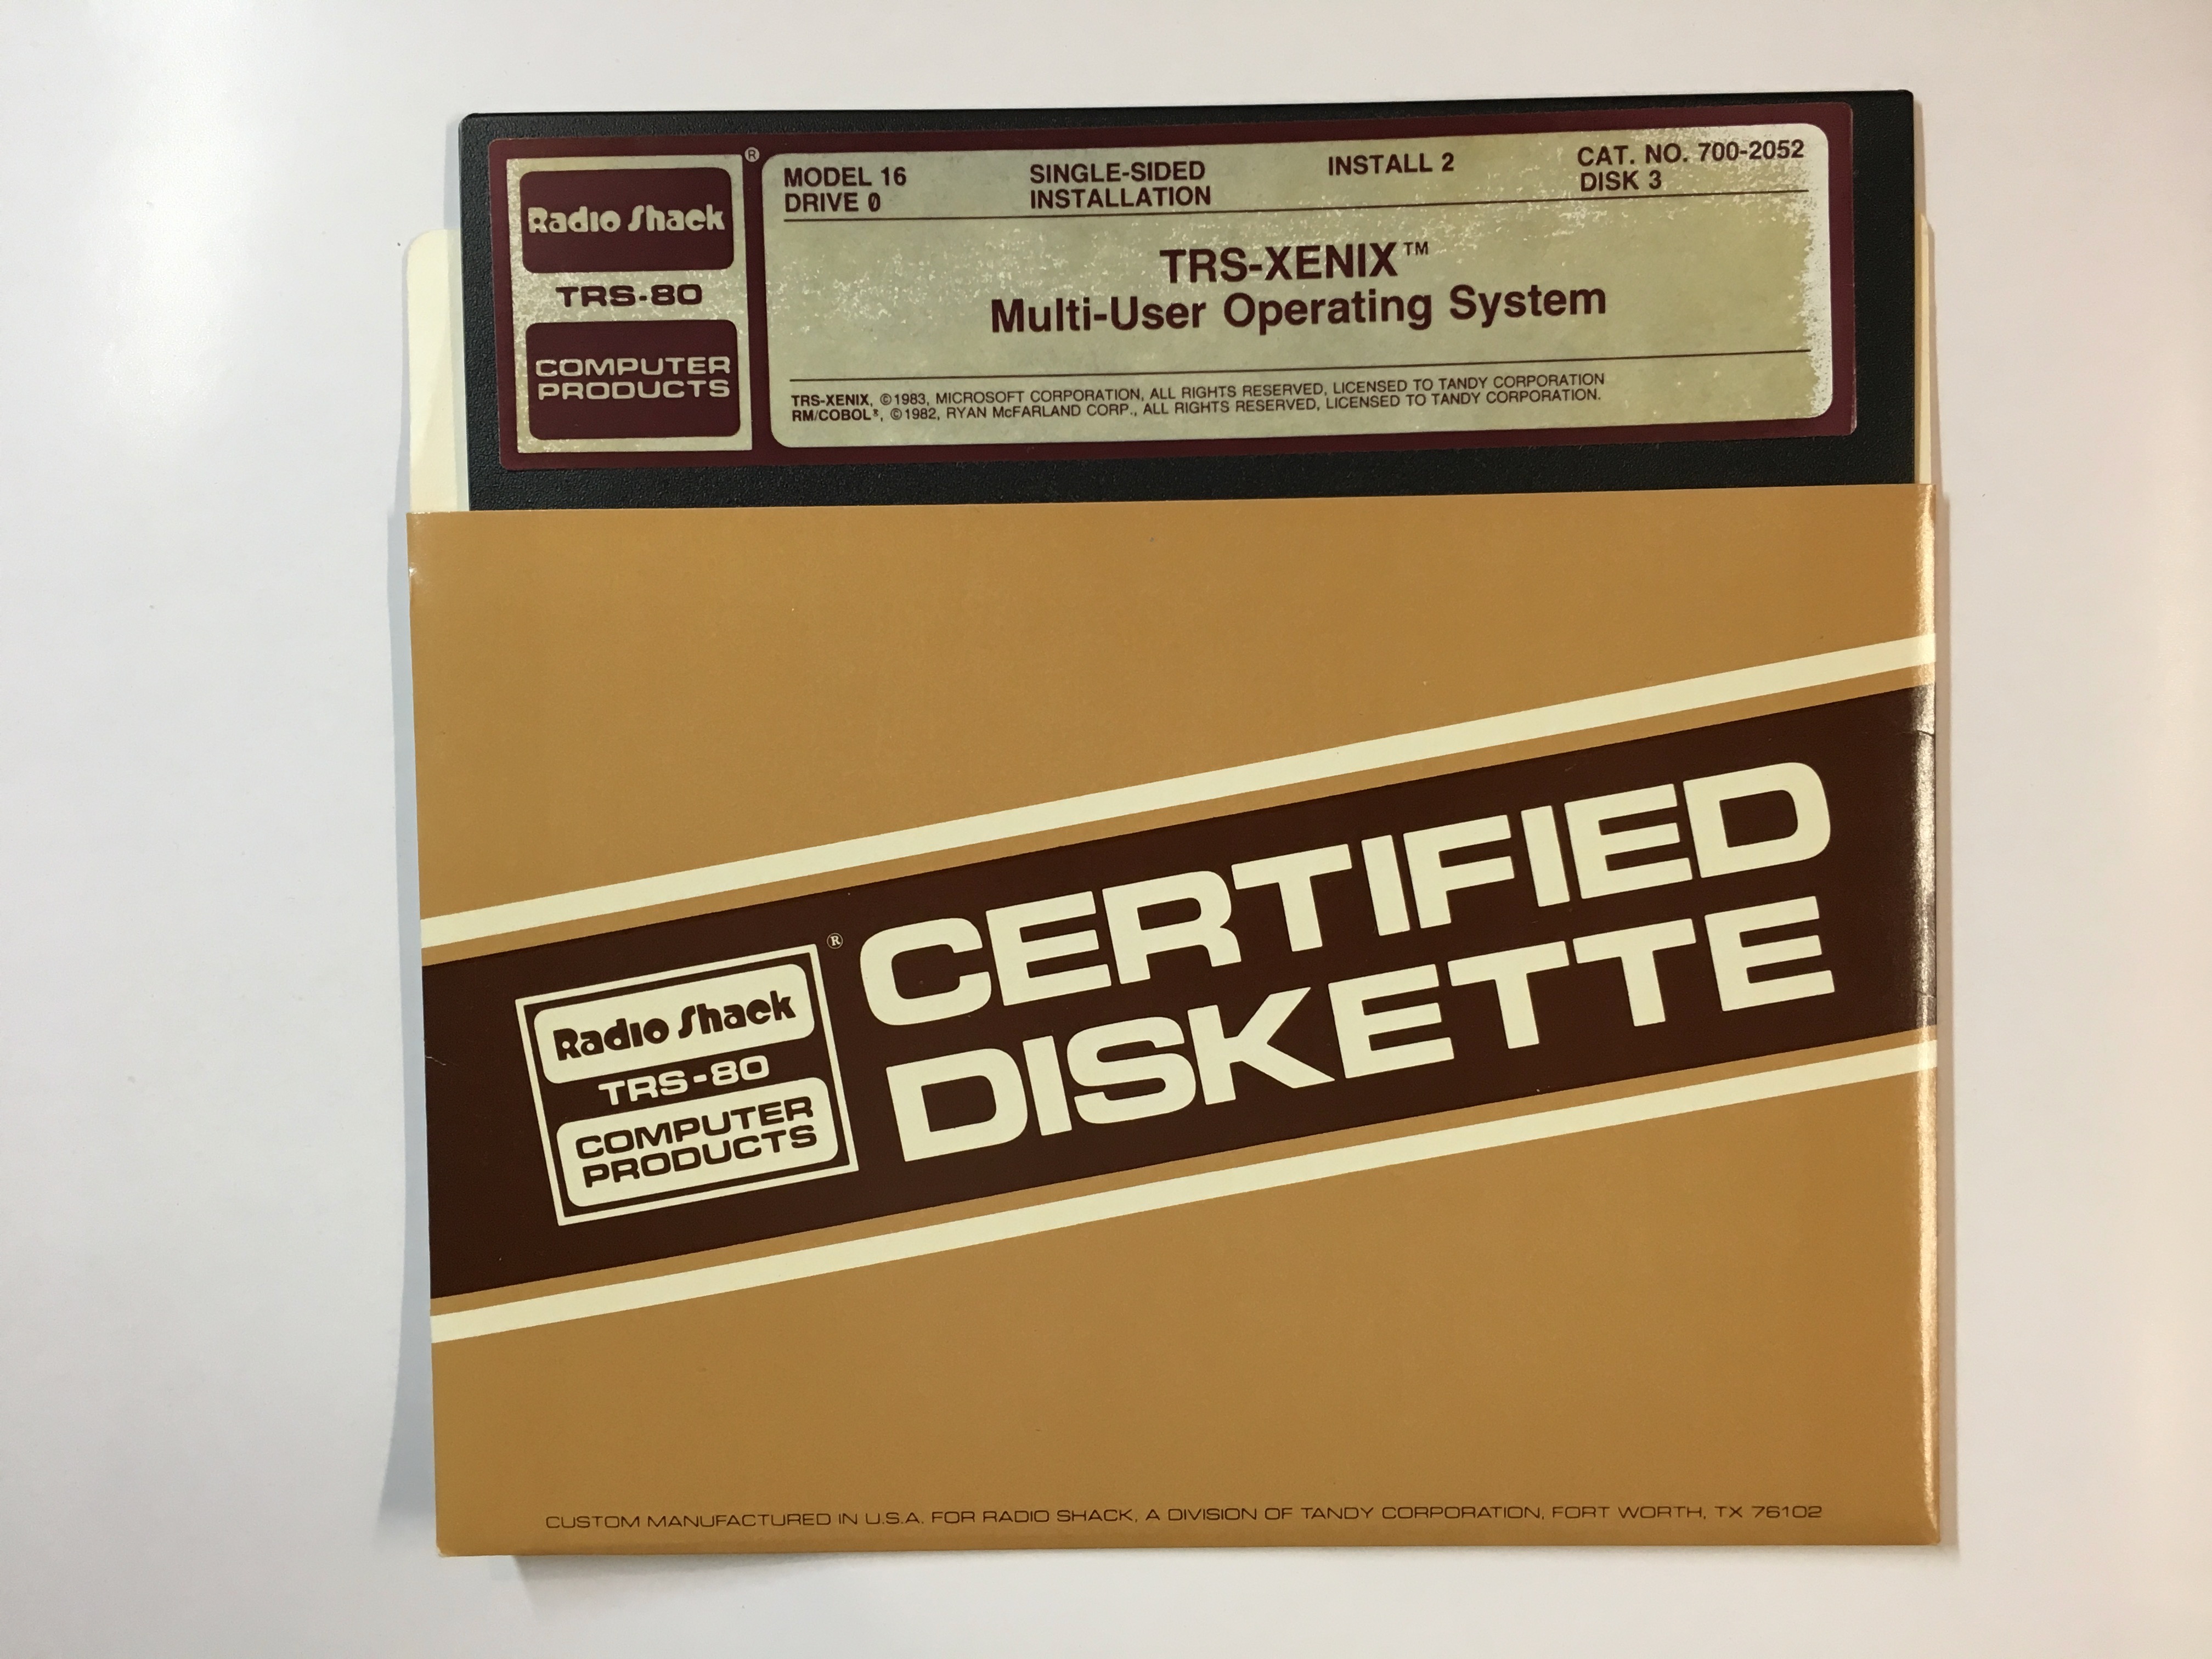 Radio Shack ®
TRS-80
COMPUTER
PRODUCTS
MODEL 16
DRIVE 0
SINGLE-SIDED
INSTALLATION
INSTALL 2
CAT. NO. 700-2052
DISK 3
TRS-XENIX™
Multi-User Operating System
TRS-XENIX, ©1983, MICROSOFT CORPORATION, ALL RIGHTS RESERVED, LICENSED TO TANDY CORPORATION
RM/COBOL®, ©1982, RYAN McFARLAND CORP., ALL RIGHTS RESERVED, LICENSED TO TANDY CORPORATION.
Radio Shack ®
TRS-80
COMPUTER
PRODUCTS
CERTIFIED
DISKETTE
CUSTOM MANUFACTURED IN U.S.A. FOR RADIO SHACK, A DIVISION OF TANDY CORPORATION, FORT WORTH, TX 76102